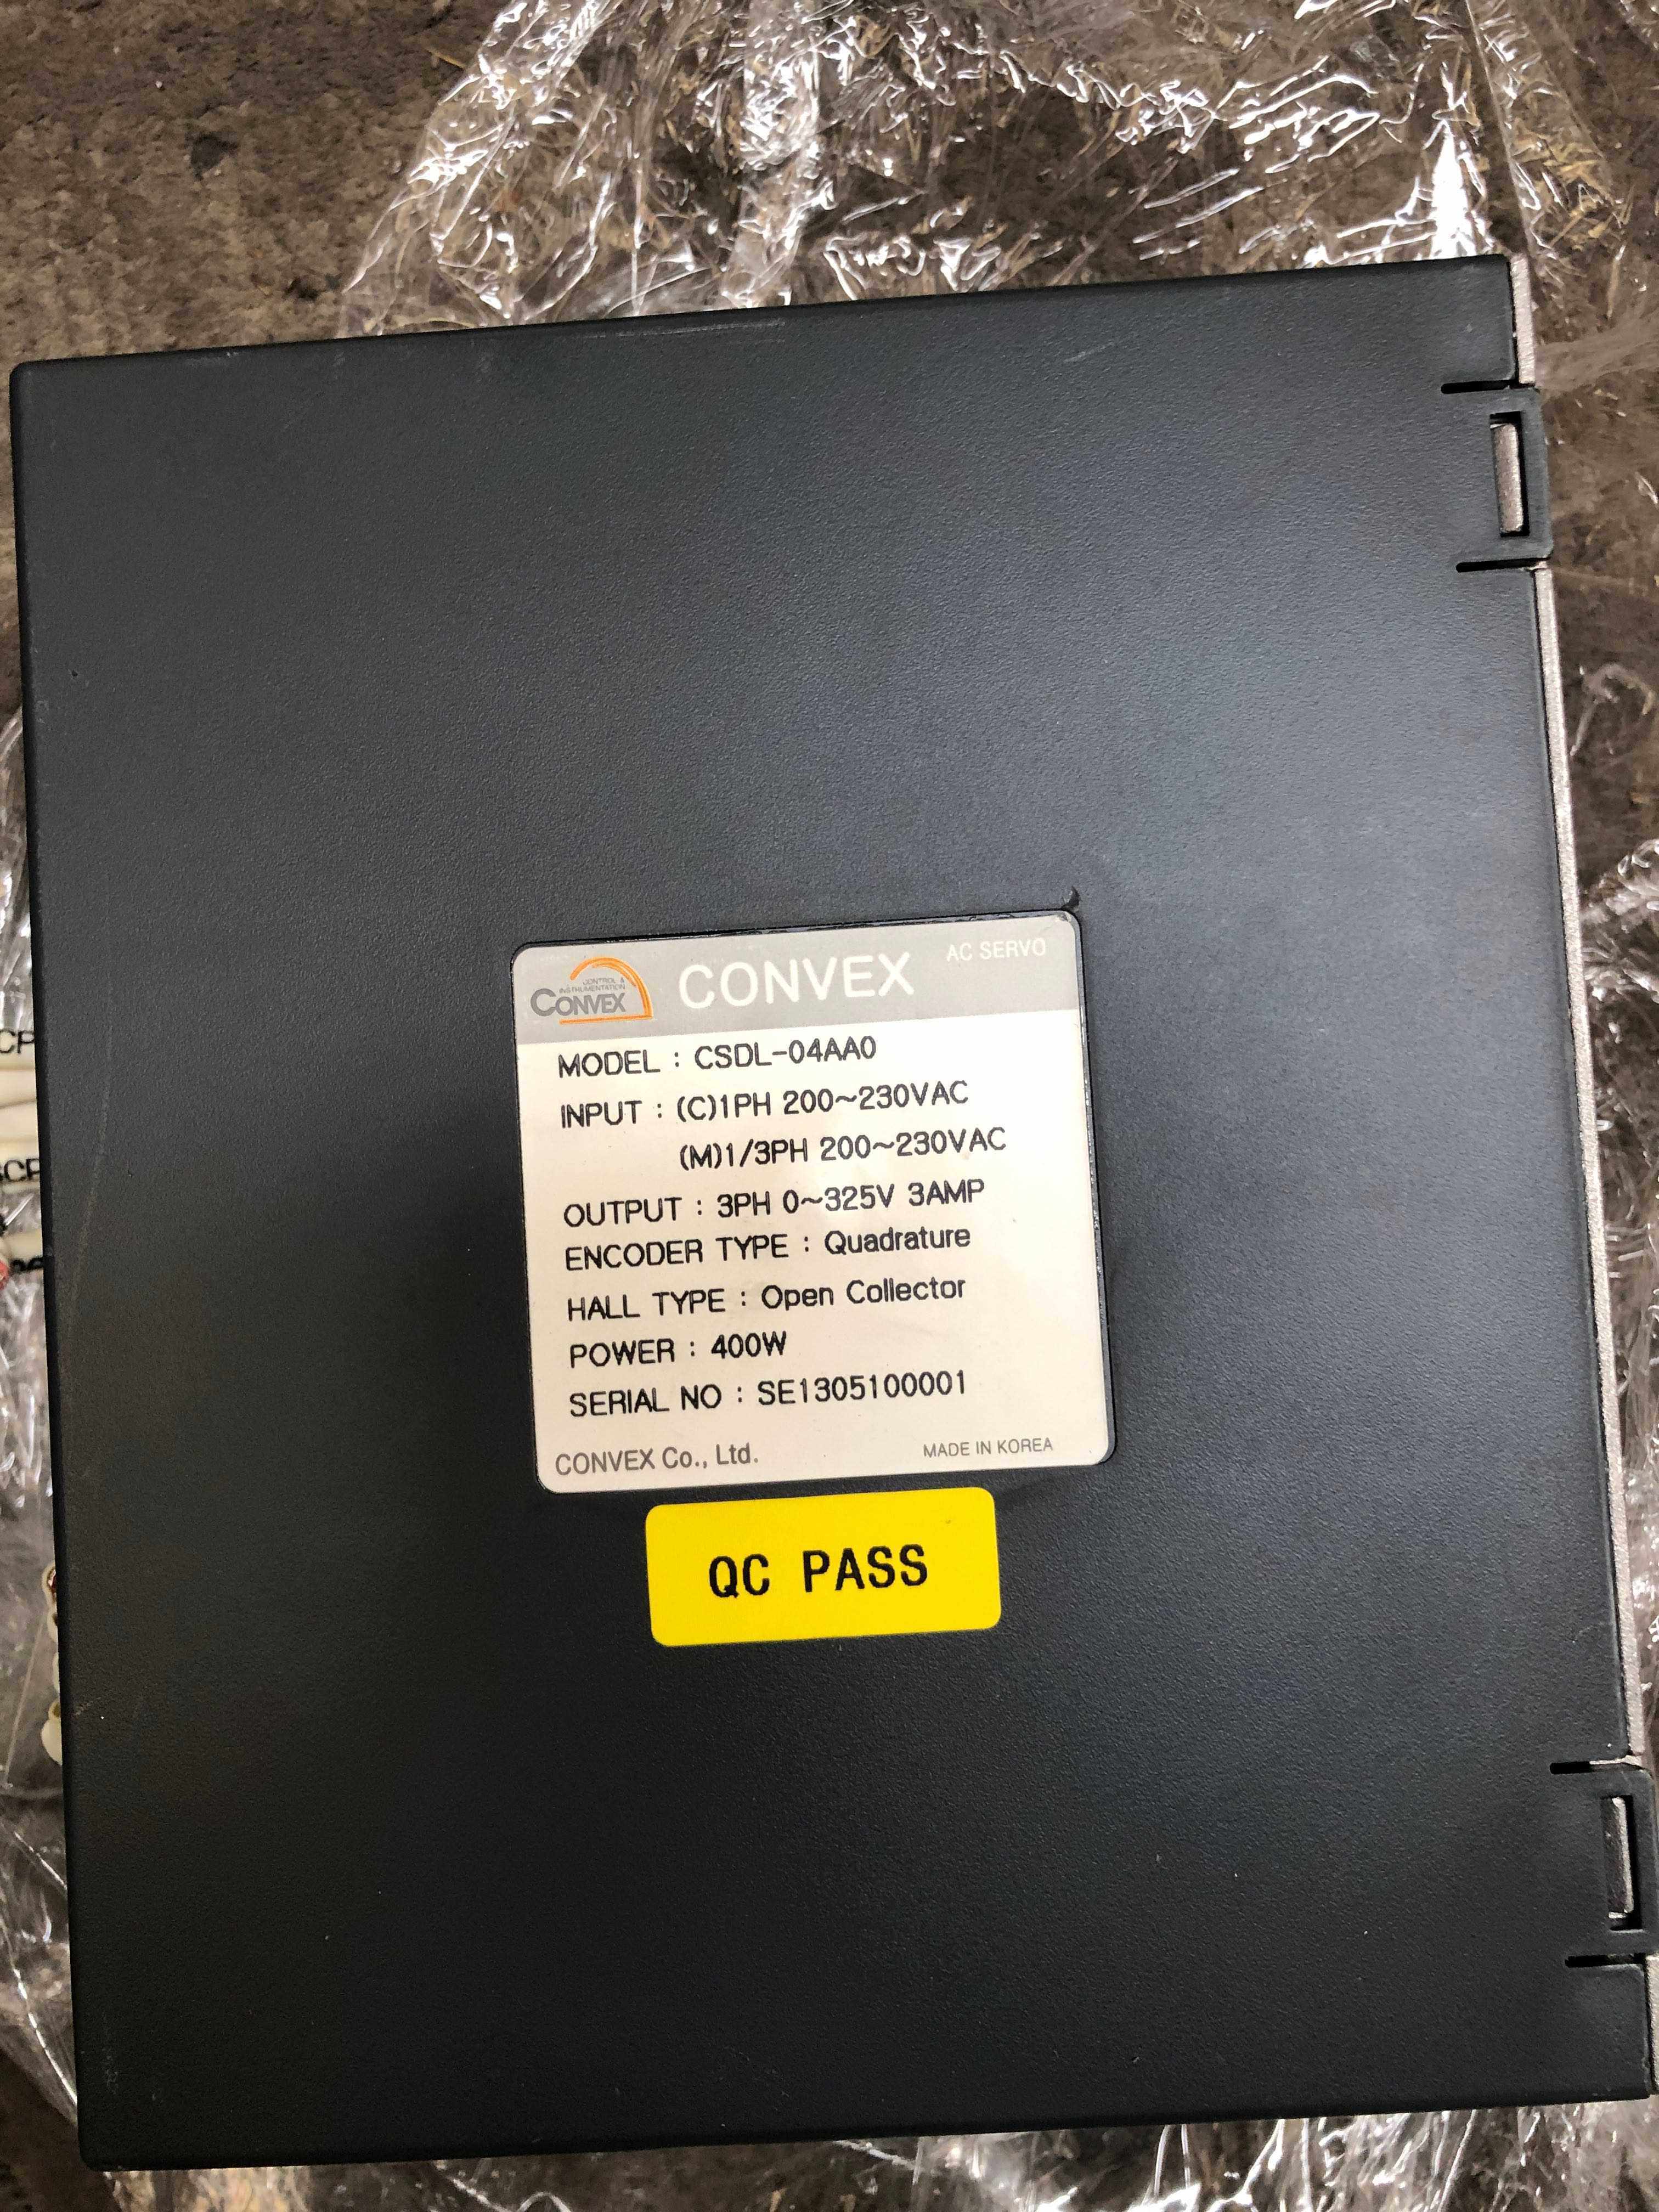 CONTROL &
INSTRUMENTATION
CONVEX
CONVEX
AC SERVO
MODEL : CSDL-04AA0
INPUT : (C)1PH 200~230VAC
(M)1/3PH 200~230VAC
OUTPUT : 3PH 0~325V 3AMP
ENCODER TYPE : Quadrature
HALL TYPE : Open Collector
POWER : 400W
SERIAL NO : SE1305100001
CONVEX Co., Ltd.
MADE IN KOREA
QC PASS